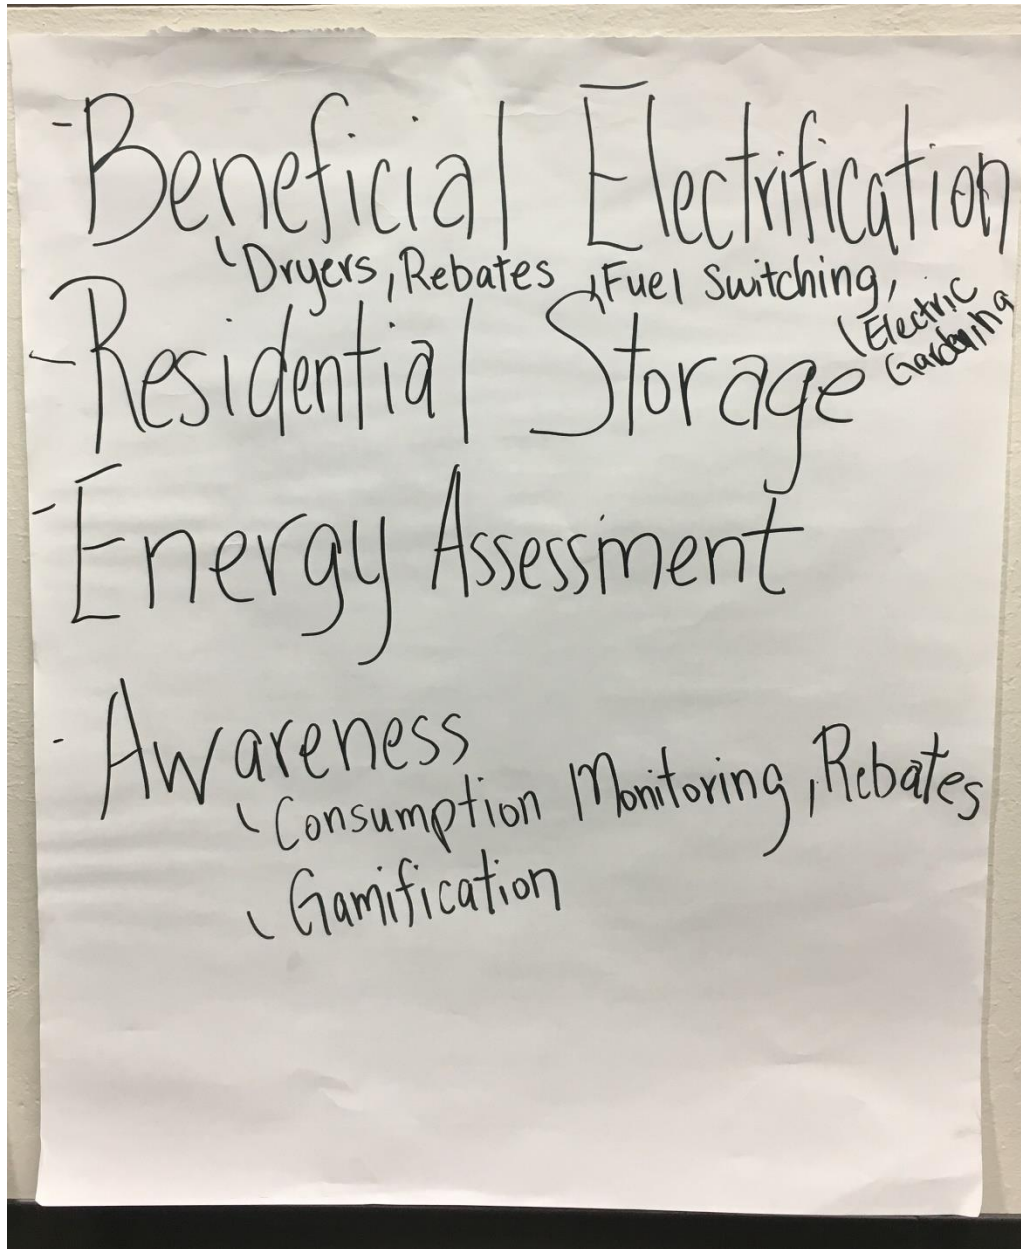 - Beneficial Electrification
Dryers, Rebates, Fuel Switching,
Electric
Gardening
- Residential Storage
- Energy Assessment
- Awareness
Consumption Monitoring, Rebates
Gamification